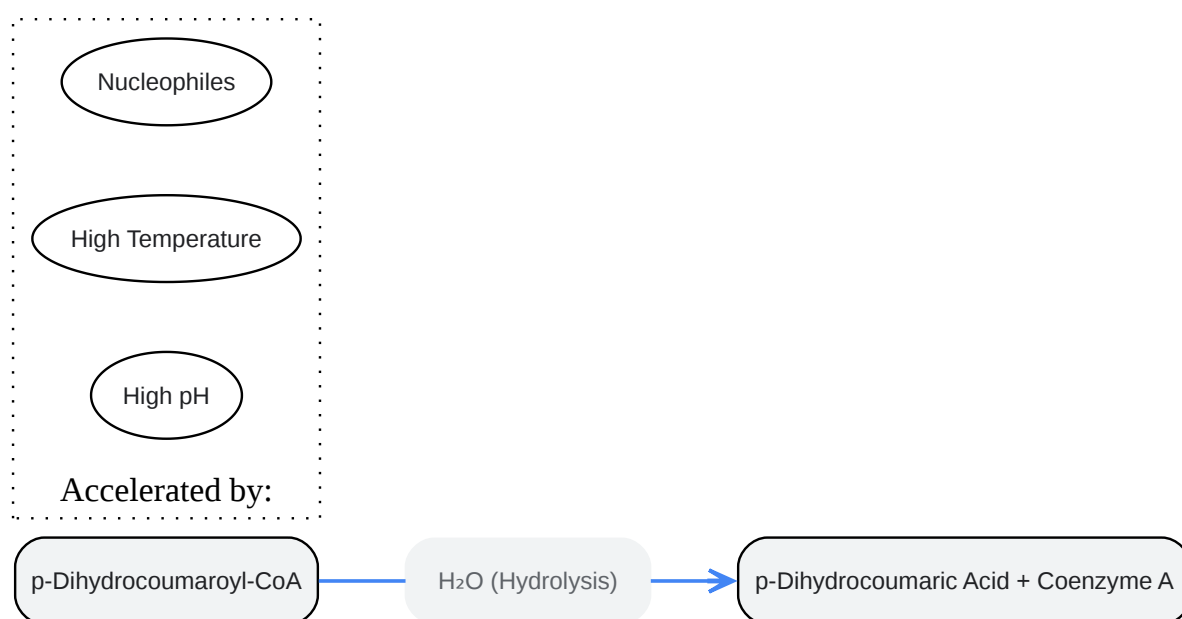 Nucleophiles
High Temperature
High pH
Accelerated by:
p-Dihydrocoumaroyl-CoA
H₂O (Hydrolysis)
p-Dihydrocoumaric Acid + Coenzyme A